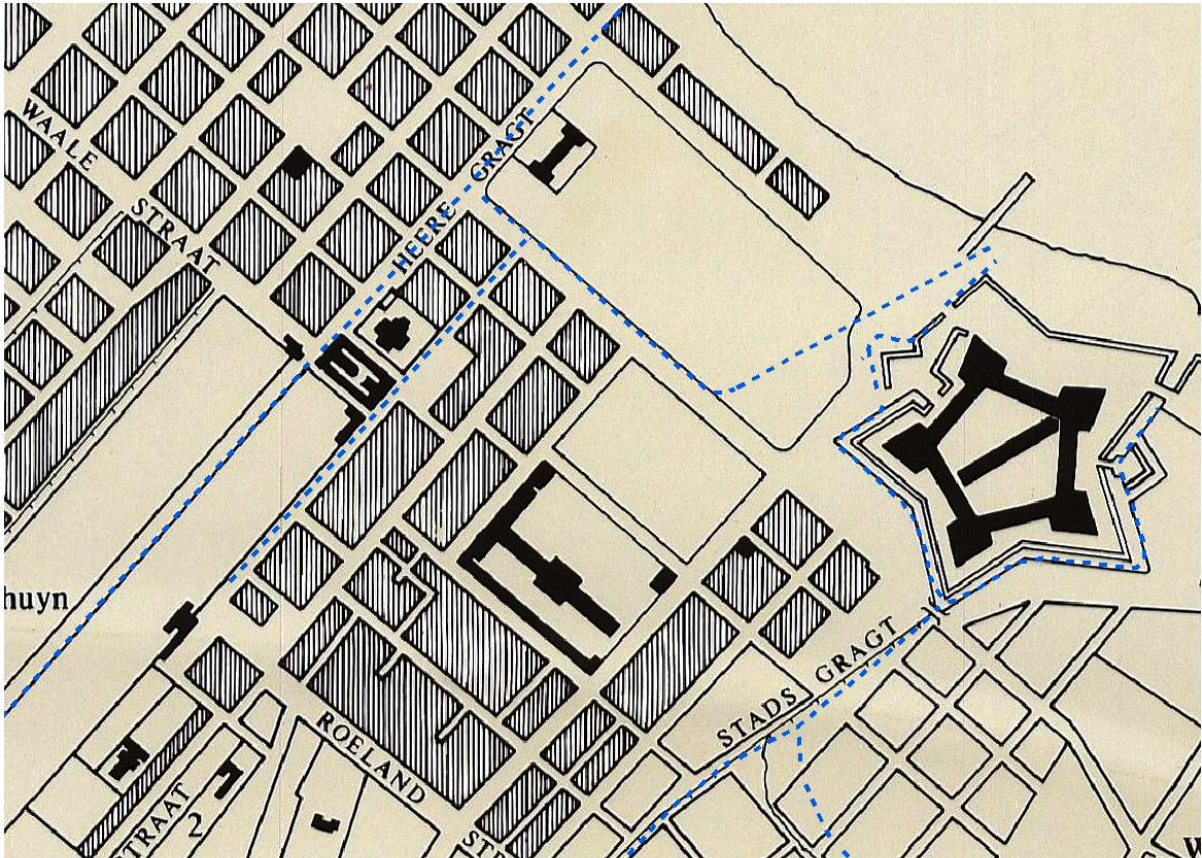 WAALE
STRAAT
HEERE GRAGT
huyn
STADS GRAGT
ROELAND
STRAAT
2